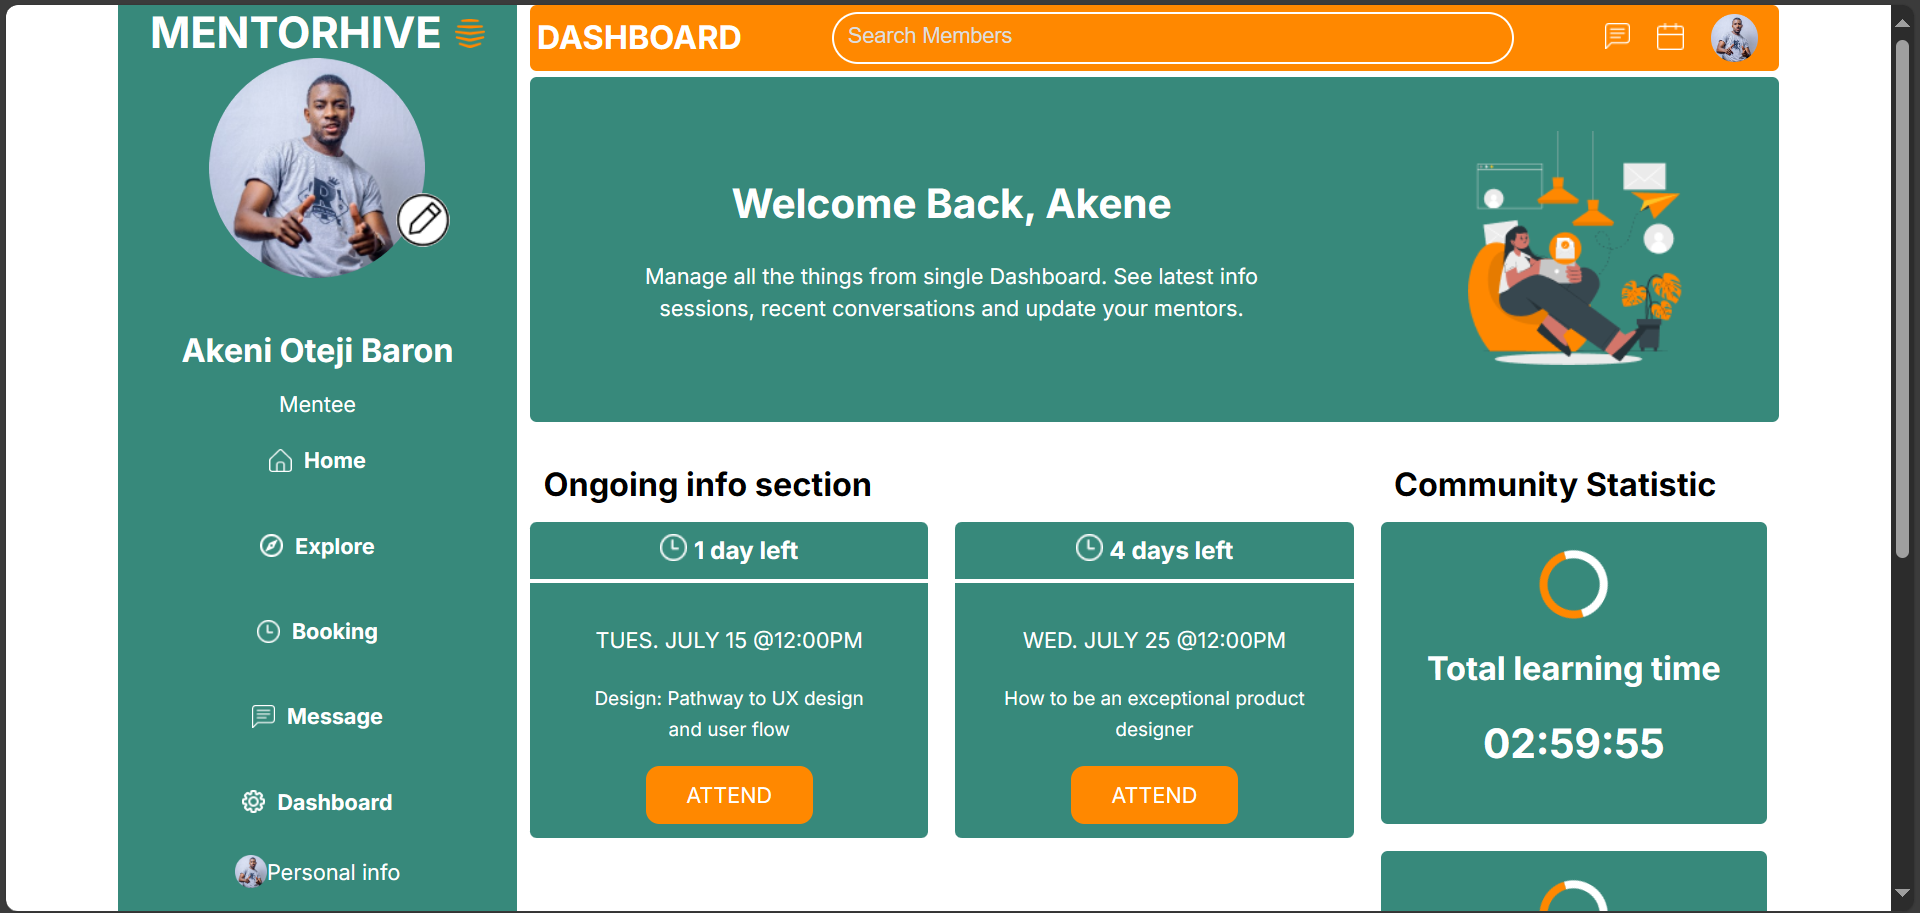 MENTORHIVE
Akeni Oteji Baron
Mentee
Home
Explore
Booking
Message
Dashboard
Personal info
DASHBOARD
Search Members
Welcome Back, Akene
Manage all the things from single Dashboard. See latest info
sessions, recent conversations and update your mentors.
Ongoing info section
1 day left
TUES. JULY 15 @12:00PM
Design: Pathway to UX design
and user flow
ATTEND
4 days left
WED. JULY 25 @12:00PM
How to be an exceptional product
designer
ATTEND
Community Statistic
Total learning time
02:59:55